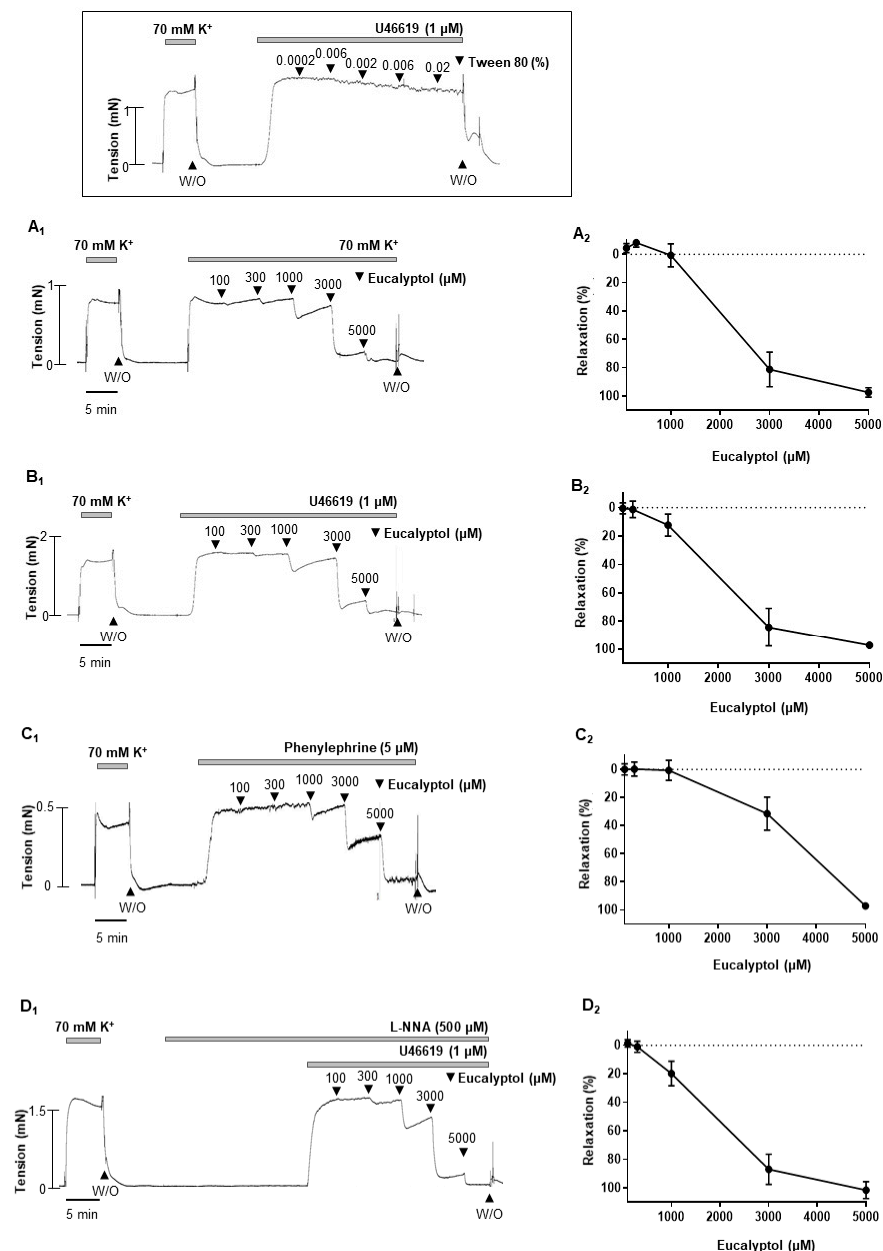 U46619 (1 µM)
70 mM K+
0.0002 0.006 0.002 0.006 0.02 Tween 80 (%)
Tension (mN)
1
0
W/O
W/O
A1
70 mM K+
70 mM K+
100 300 1000 3000 5000
Eucalyptol (µM)
Tension (mN)
1
0
W/O
W/O
5 min
A2
Relaxation (%)
0
20
40
60
80
100
1000 2000 3000 4000 5000
Eucalyptol (µM)
B1
70 mM K+
U46619 (1 µM)
100 300 1000 3000 5000
Eucalyptol (µM)
Tension (mN)
2
0
W/O
W/O
5 min
B2
Relaxation (%)
0
20
40
60
80
100
1000 2000 3000 4000 5000
Eucalyptol (µM)
C1
70 mM K+
Phenylephrine (5 µM)
100 300 1000 3000 5000
Eucalyptol (µM)
Tension (mN)
0.5
0
W/O
W/O
5 min
C2
Relaxation (%)
0
20
40
60
80
100
1000 2000 3000 4000 5000
Eucalyptol (µM)
D1
70 mM K+
L-NNA (500 µM)
U46619 (1 µM)
100 300 1000 3000 5000
Eucalyptol (µM)
Tension (mN)
1.5
0
W/O
W/O
5 min
D2
Relaxation (%)
0
20
40
60
80
100
1000 2000 3000 4000 5000
Eucalyptol (µM)